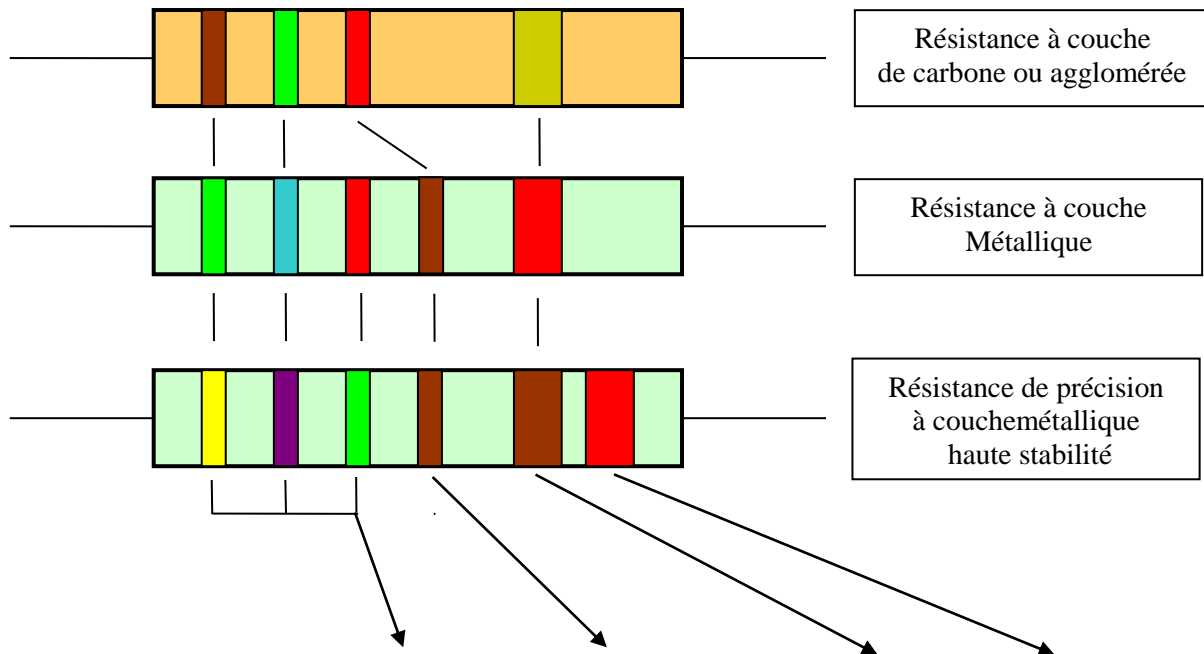 Résistance à couche
de carbone ou agglomérée
Résistance à couche
Métallique
Résistance de précision
à couchemétallique
haute stabilité